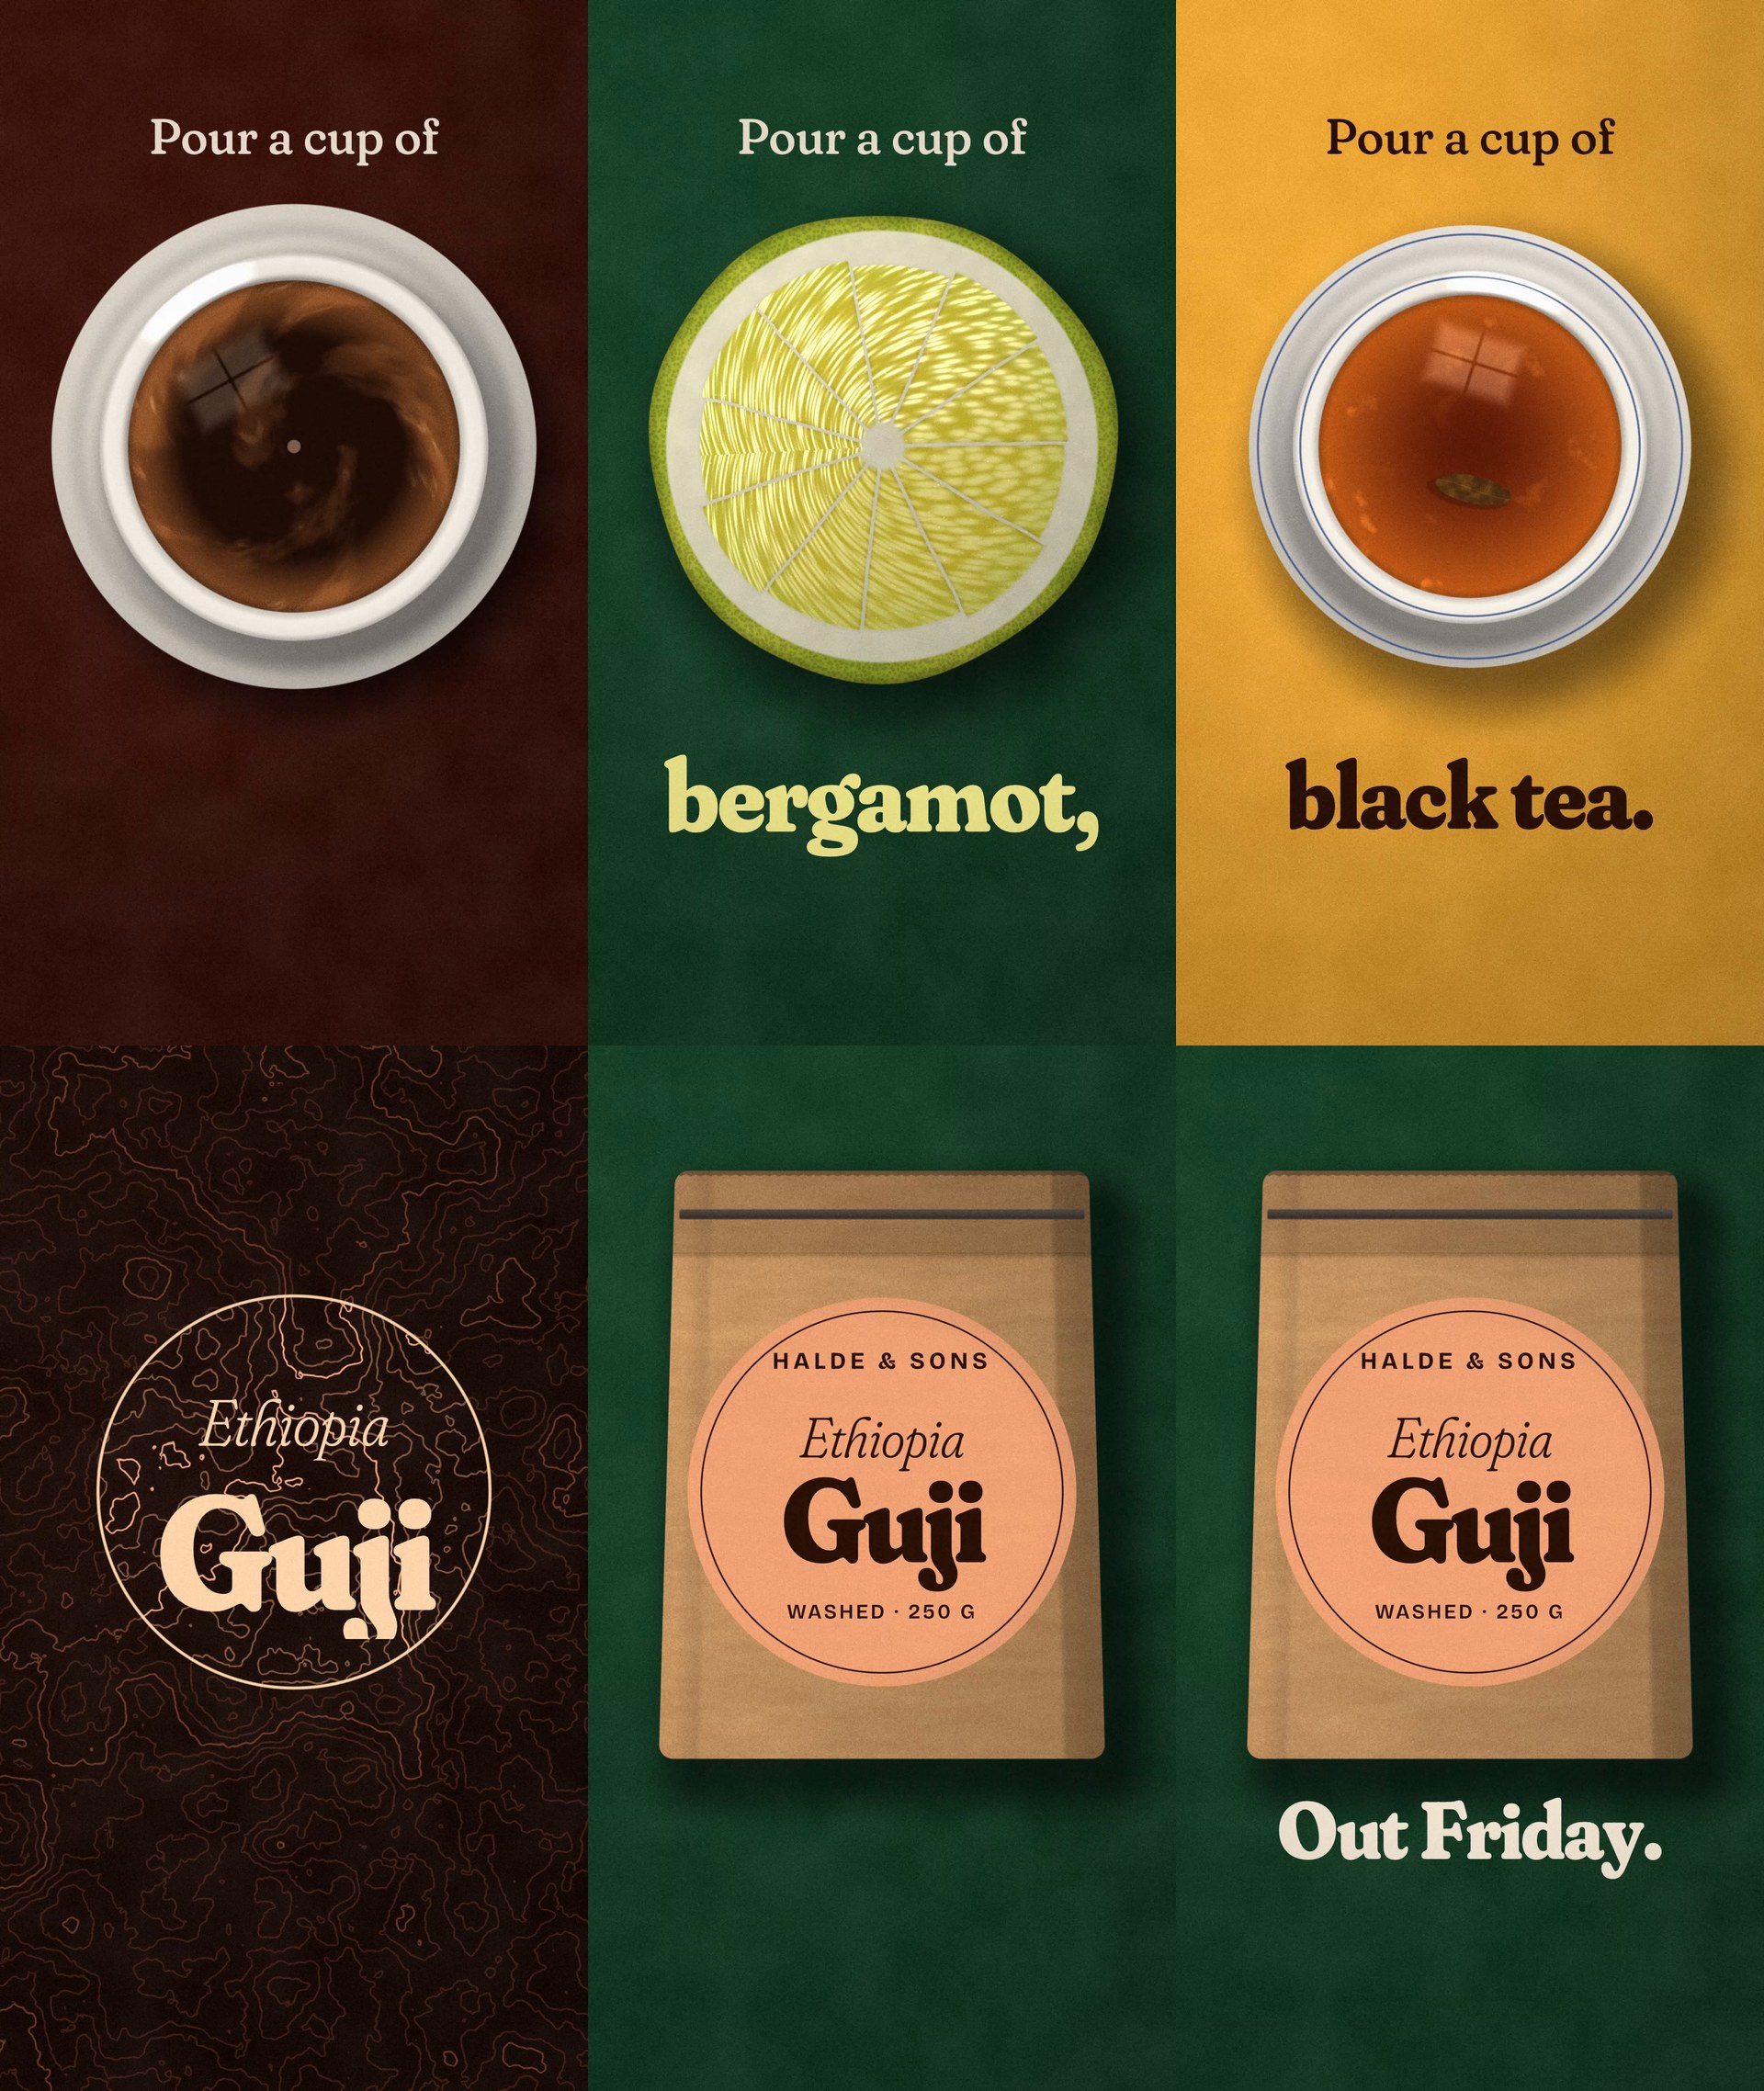 Pour a cup of
Pour a cup of
bergamot,
Pour a cup of
black tea.
Ethiopia
Guji
HALDE & SONS
Ethiopia
Guji
WASHED · 250 G
HALDE & SONS
Ethiopia
Guji
WASHED · 250 G
Out Friday.